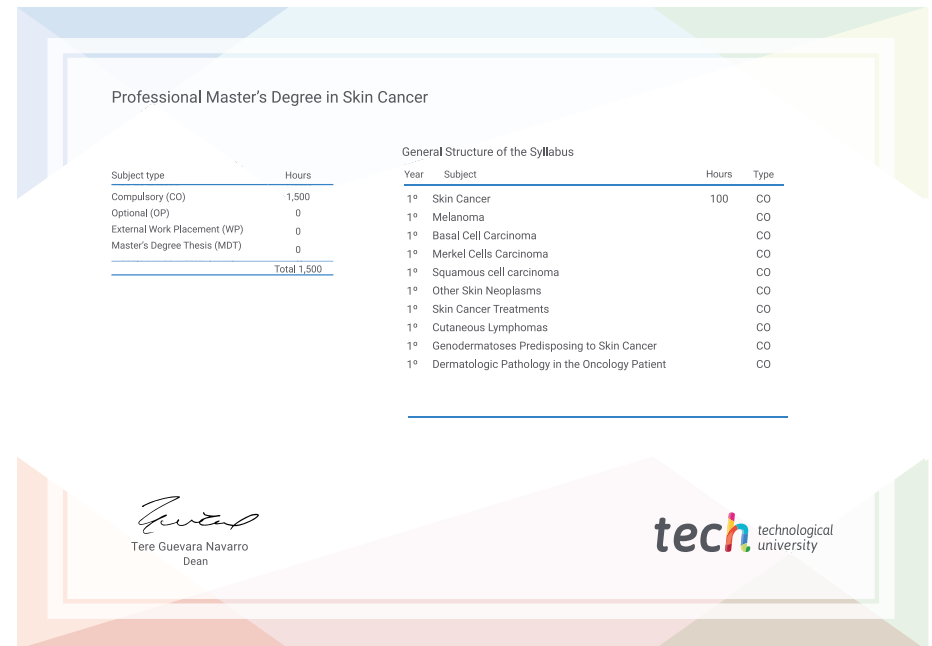 Professional Master's Degree in Skin Cancer
Subject type Hours
Compulsory (CO) 1,500
Optional (OP) 0
External Work Placement (WP) 0
Master's Degree Thesis (MDT) 0
Total 1,500
General Structure of the Syllabus
Year Subject Hours Type
1º Skin Cancer 100 CO
1º Melanoma CO
1º Basal Cell Carcinoma CO
1º Merkel Cells Carcinoma CO
1º Squamous cell carcinoma CO
1º Other Skin Neoplasms CO
1º Skin Cancer Treatments CO
1º Cutaneous Lymphomas CO
1º Genodermatoses Predisposing to Skin Cancer CO
1º Dermatologic Pathology in the Oncology Patient CO
Tere Guevara Navarro
Dean
tech technological
university